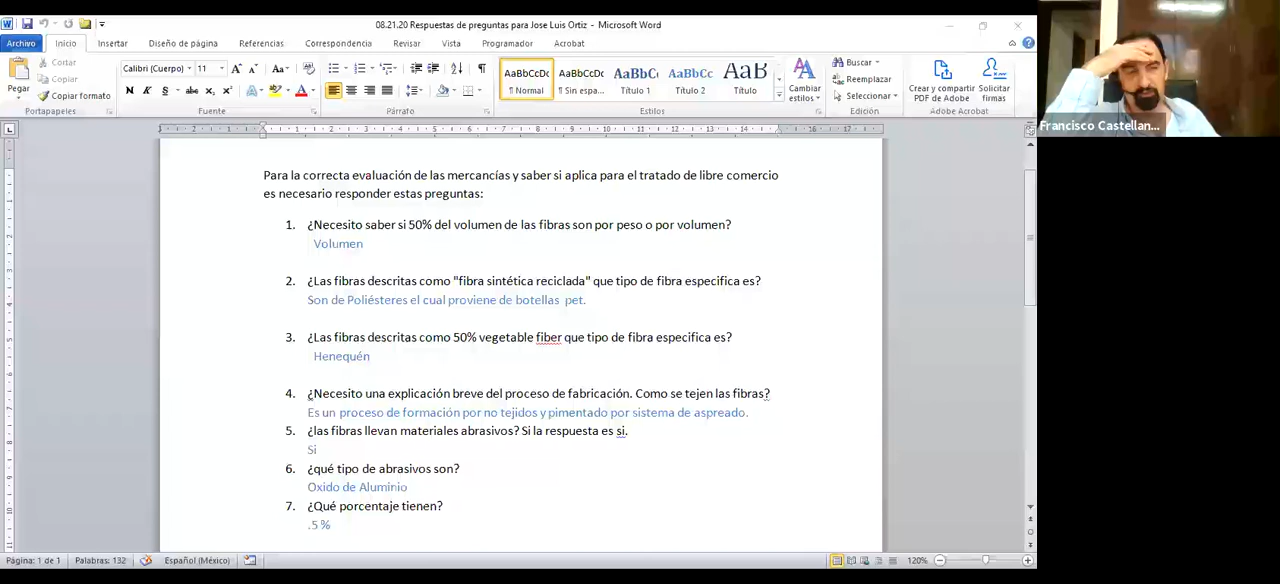 08.21.20 Respuestas de preguntas para Jose Luis Ortiz - Microsoft Word
Archivo Inicio Insertar Diseño de página Referencias Correspondencia Revisar Vista Programador Acrobat
Pegar
Cortar
Copiar
Copiar formato
Portapapeles
Calibri (Cuerpo) 11
Fuente
Párrafo
AaBbCcDc AaBbCcDc AaBbC AaBbCc AaB
¶ Normal ¶ Sin espa... Título 1 Título 2 Título
Cambiar estilos
Estilos
Buscar
Reemplazar
Seleccionar
Edición
Crear y compartir PDF de Adobe
Solicitar firmas
Adobe Acrobat
Francisco Castellan...
Para la correcta evaluación de las mercancías y saber si aplica para el tratado de libre comercio
es necesario responder estas preguntas:
1. ¿Necesito saber si 50% del volumen de las fibras son por peso o por volumen?
Volumen
2. ¿Las fibras descritas como "fibra sintética reciclada" que tipo de fibra especifica es?
Son de Poliésteres el cual proviene de botellas pet.
3. ¿Las fibras descritas como 50% vegetable fiber que tipo de fibra especifica es?
Henequén
4. ¿Necesito una explicación breve del proceso de fabricación. Como se tejen las fibras?
Es un proceso de formación por no tejidos y pimentado por sistema de aspreado.
5. ¿las fibras llevan materiales abrasivos? Si la respuesta es si.
Si
6. ¿qué tipo de abrasivos son?
Oxido de Aluminio
7. ¿Qué porcentaje tienen?
.5 %
Página: 1 de 1 Palabras: 132 Español (México) 120%